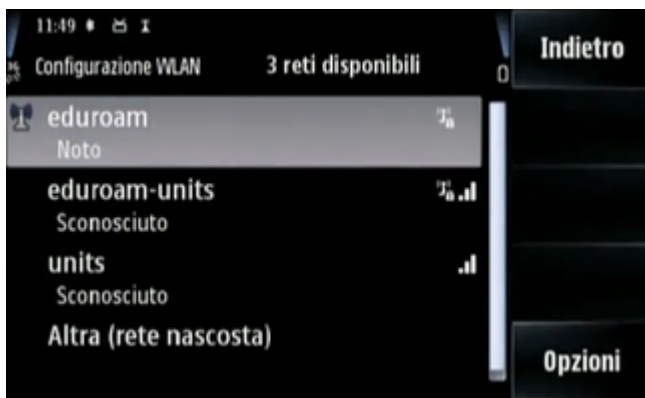 11:49
Configurazione WLAN 3 reti disponibili
Indietro
eduroam
Noto
eduroam-units
Sconosciuto
units
Sconosciuto
Altra (rete nascosta)
Opzioni